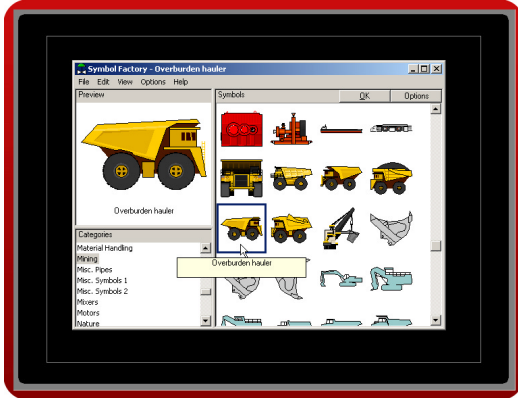 Symbol Factory - Overburden hauler
File Edit View Options Help
Preview
Overburden hauler
Categories
Material Handling
Mining
Misc. Pipes
Misc. Symbols 1
Misc. Symbols 2
Mixers
Motors
Nature
Symbols
OK
Options
Overburden hauler